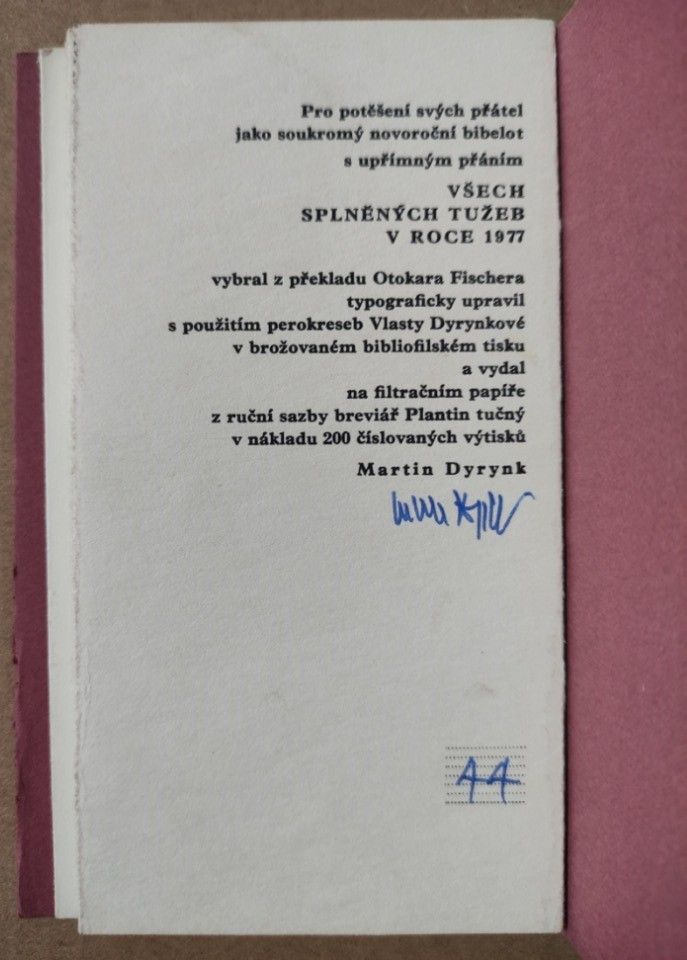 Pro potěšení svých přátel
jako soukromý novoroční bibelot
s upřímným přáním
VŠECH
SPLNĚNÝCH TUŽEB
V ROCE 1977
vybral z překladu Otokara Fischera
typograficky upravil
s použitím perokreseb Vlasty Dyrynkové
v brožovaném bibliofilském tisku
a vydal
na filtračním papíře
z ruční sazby breviář Plantin tučný
v nákladu 200 číslovaných výtisků
Martin Dyrynk
44